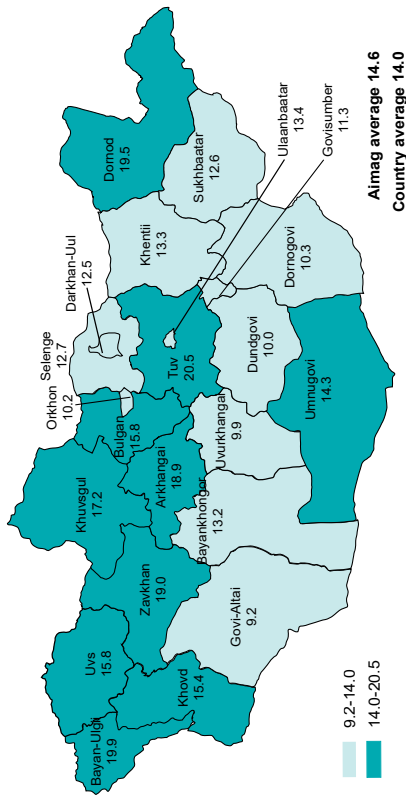 Bayan-Ulgii
19.9
Uvs
15.8
Khovd
15.4
Zavkhan
19.0
Govi-Altai
9.2
Khuvsgul
17.2
Arkhangai
18.9
Bayankhongor
13.2
Bulgan
15.8
Orkhon
10.2
Selenge
12.7
Darkhan-Uul
12.5
Uvurkhangai
9.9
Tuv
20.5
Dundgovi
10.0
Umnugovi
14.3
Khentii
13.3
Dornod
19.5
Sukhbaatar
12.6
Dornogovi
10.3
Ulaanbaatar
13.4
Govisumber
11.3
Aimag average 14.6
Country average 14.0
9.2-14.0
14.0-20.5